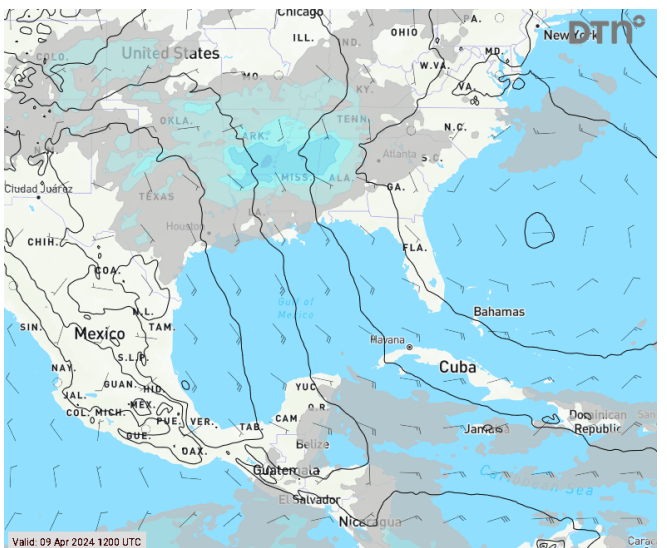 Chicago
DTN
PA.
OHIO
New York
ILL.
IND.
COLO.
United States
MD.
W.VA.
MO.
KY.
VA.
OKLA.
TENN.
N.C.
ARK.
Atlanta
S.C.
MISS.
ALA.
Ciudad Juárez
TEXAS
GA.
LA.
Houston
CHIH.
FLA.
COA.
Gulf of
Mexico
N.L.
Bahamas
SIN.
Mexico
TAM.
Havana
S.L.P.
Cuba
NAY.
GUAN.
HID.
YUC.
JAL.
MEX.
Q.R.
COL.
MICH.
PUE.
VER.
CAM.
Dominican
Republic
San
TAB.
Jamaica
GUE.
OAX.
Belize
Guatemala
Caribbean Sea
El Salvador
Nicaragua
Valid: 09 Apr 2024 1200 UTC
Carac